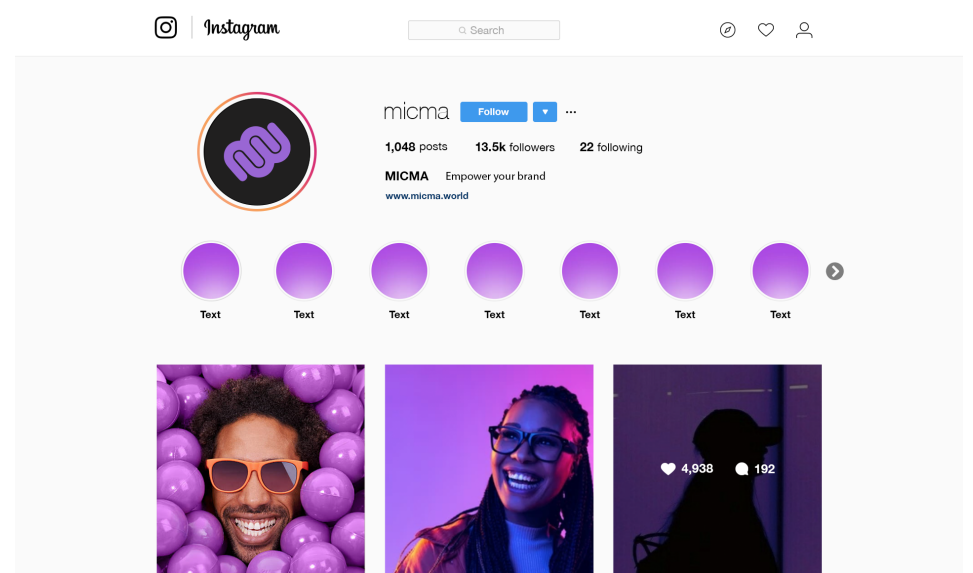 Instagram
Search
micma Follow ...
1,048 posts 13.5k followers 22 following
MICMA Empower your brand
www.micma.world
Text Text Text Text Text Text Text
4,938 192